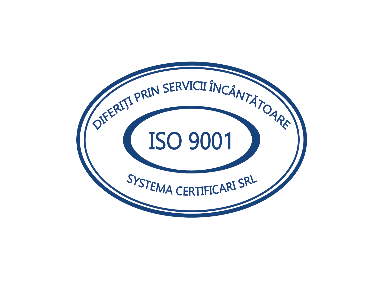 DIFERIȚI PRIN SERVICII ÎNCÂNTĂTOARE
ISO 9001
SYSTEMA CERTIFICARI SRL